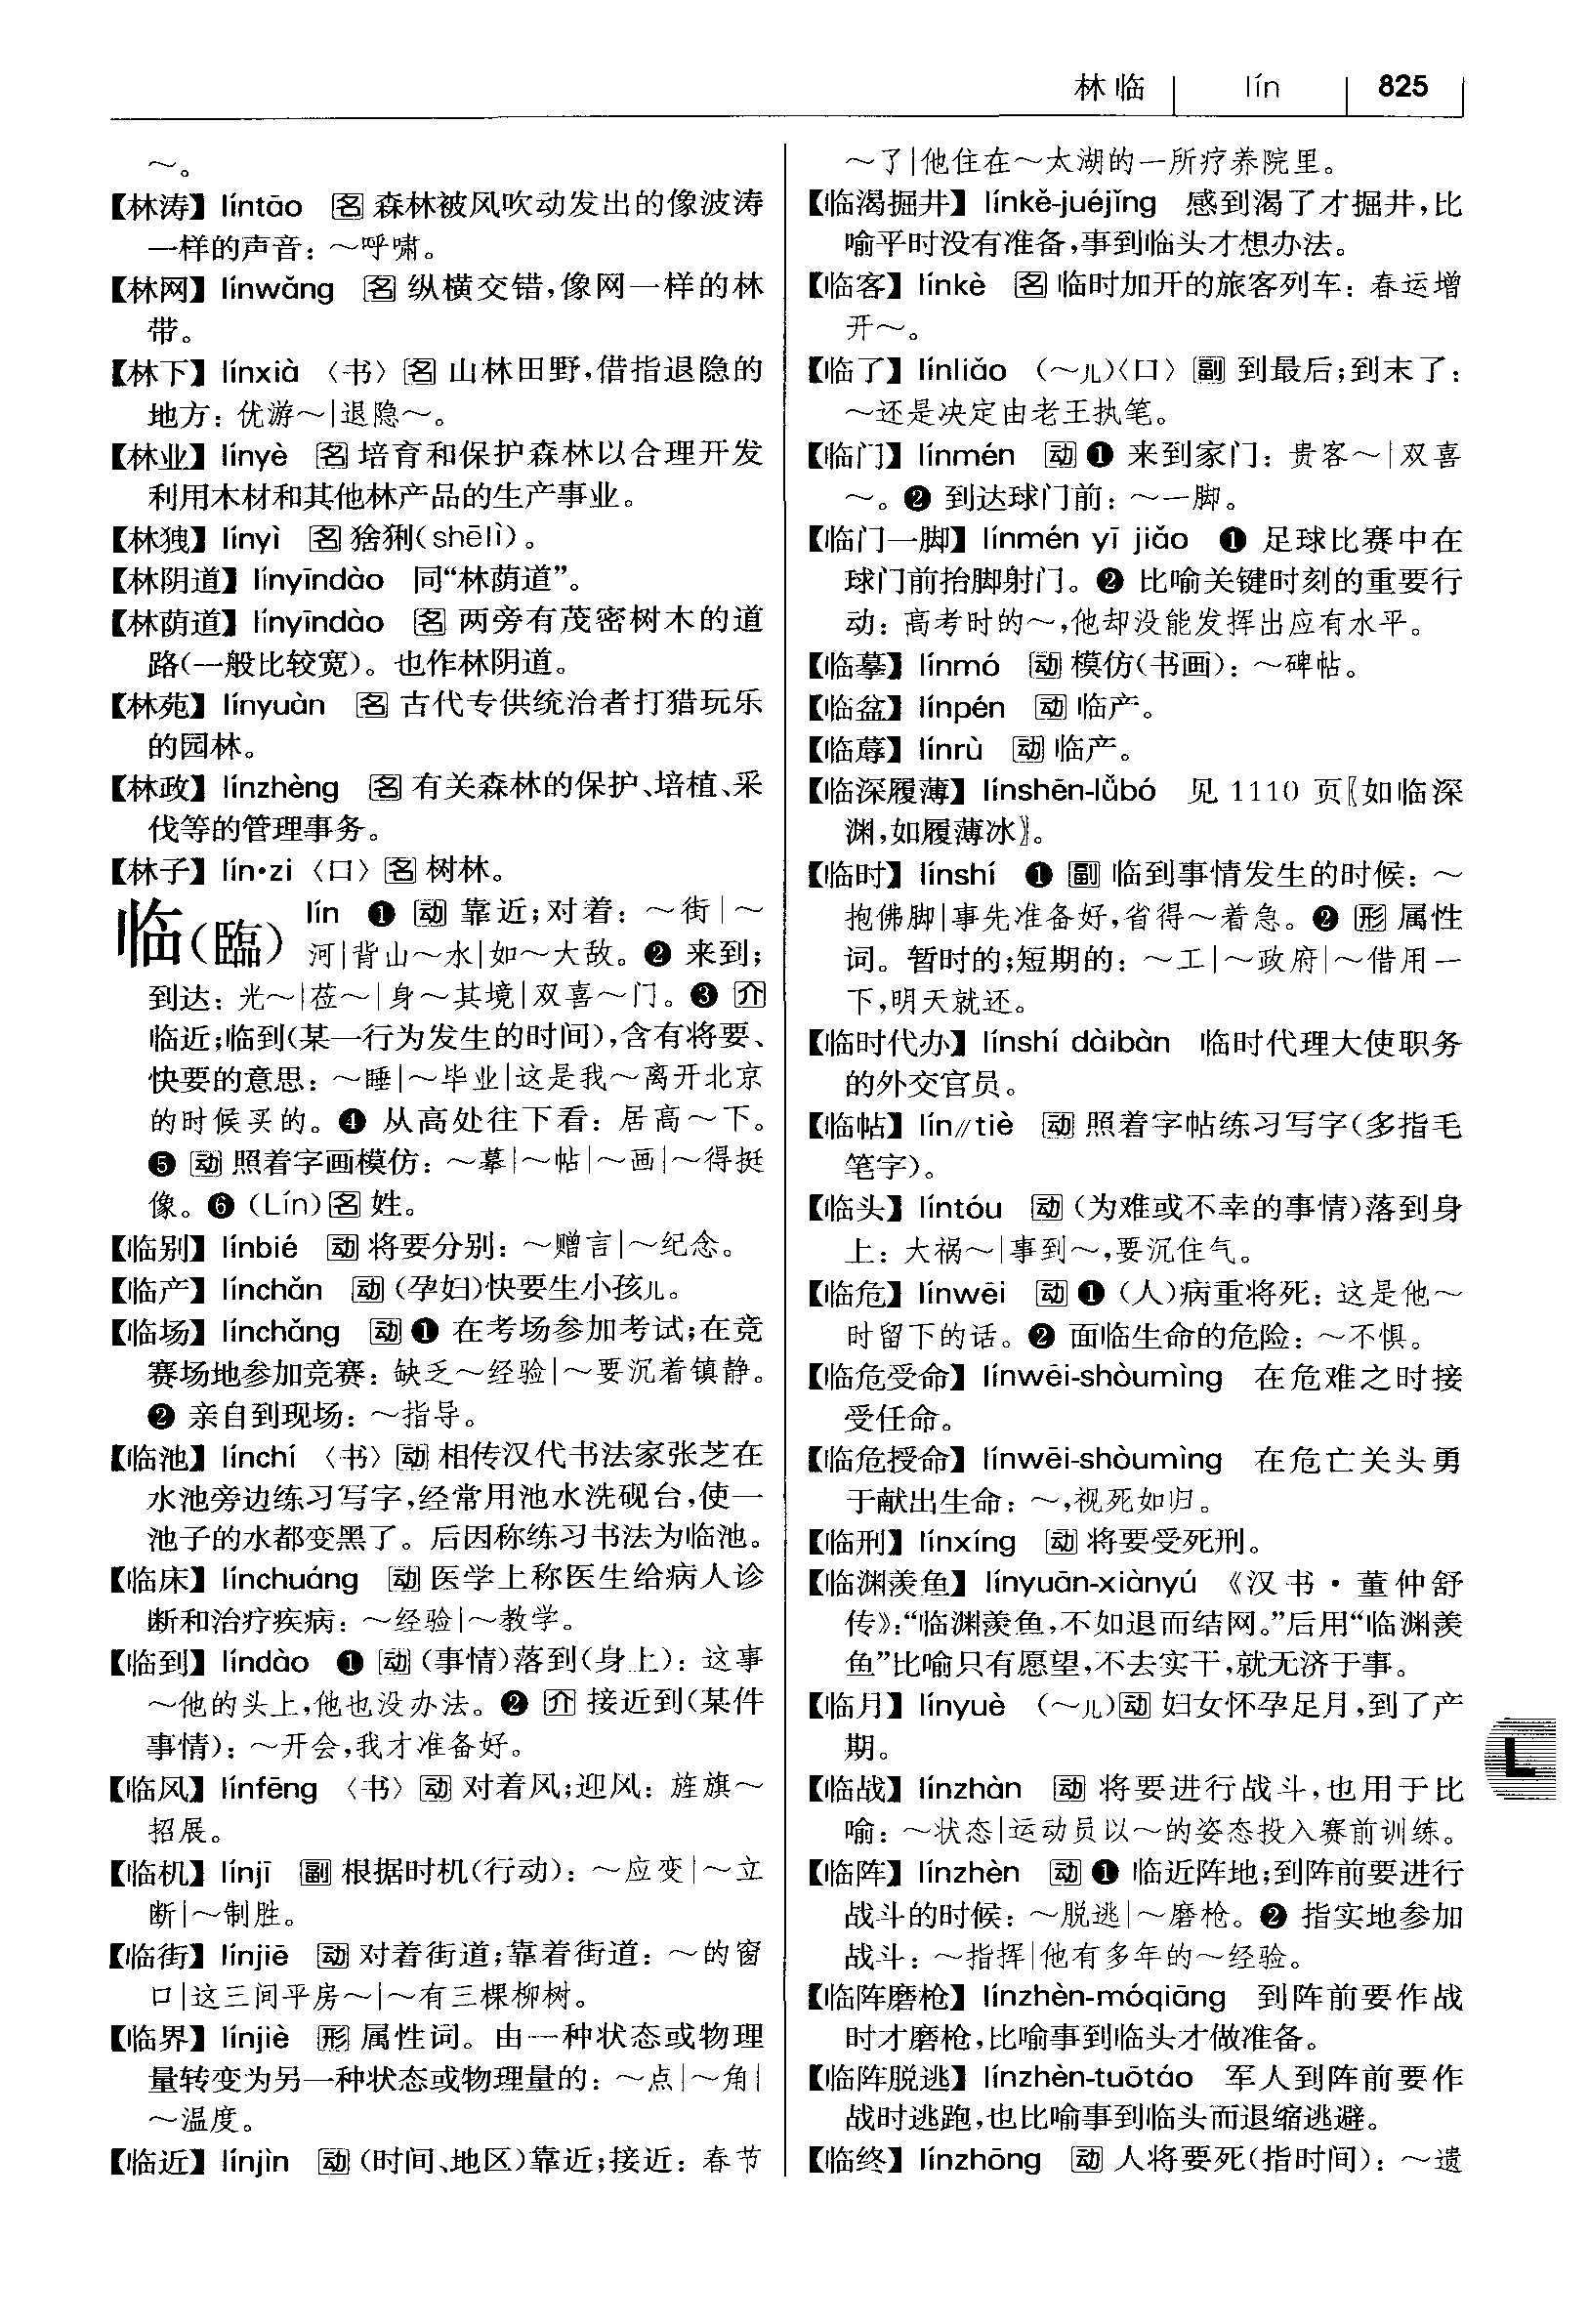 林临 lín 825
～。
【林涛】líntāo 名 森林被风吹动发出的像波涛
一样的声音：～呼啸。
【林网】línwǎng 名 纵横交错，像网一样的林
带。
【林下】línxià 〈书〉名 山林田野，借指退隐的
地方：优游～|退隐～。
【林业】línyè 名 培育和保护森林以合理开发
利用木材和其他林产品的生产事业。
【林狘】línyì 名 猞猁(shēlì)。
【林阴道】línyīndào 同“林荫道”。
【林荫道】línyīndào 名 两旁有茂密树木的道
路(一般比较宽)。也作林阴道。
【林苑】línyuàn 名 古代专供统治者打猎玩乐
的园林。
【林政】línzhèng 名 有关森林的保护、培植、采
伐等的管理事务。
【林子】lín·zi〈口〉名 树林。
临(臨) lín ❶ 动 靠近；对着：～街|～
河|背山～水|如～大敌。❷ 来到；
到达：光～|莅～|身～其境|双喜～门。❸ 介
临近；临到(某一行为发生的时间)，含有将要、
快要的意思：～睡|～毕业|这是我～离开北京
的时候买的。❹ 从高处往下看：居高～下。
❺ 动 照着字画模仿：～摹|～帖|～画|～得挺
像。❻ (Lín)名 姓。
【临别】línbié 动 将要分别：～赠言|～纪念。
【临产】línchǎn 动 (孕妇)快要生小孩儿。
【临场】línchǎng 动 ❶ 在考场参加考试；在竞
赛场地参加竞赛：缺乏～经验|～要沉着镇静。
❷ 亲自到现场：～指导。
【临池】línchí 〈书〉动 相传汉代书法家张芝在
水池旁边练习写字，经常用池水洗砚台，使一
池子的水都变黑了。后因称练习书法为临池。
【临床】línchuáng 动 医学上称医生给病人诊
断和治疗疾病：～经验|～教学。
【临到】líndào ❶ 动 (事情)落到(身上)：这事
～他的头上，他也没办法。❷ 介 接近到(某件
事情)：～开会，我才准备好。
【临风】línfēng 〈书〉动 对着风；迎风：旌旗～
招展。
【临机】línjī 副 根据时机(行动)：～应变|～立
断|～制胜。
【临街】línjiē 动 对着街道；靠着街道：～的窗
口|这三间平房～|～有三棵柳树。
【临界】línjiè 形 属性词。由一种状态或物理
量转变为另一种状态或物理量的：～点|～角|
～温度。
【临近】línjìn 动 (时间、地区)靠近；接近：春节
～了|他住在～太湖的一所疗养院里。
【临渴掘井】línkě-juéjǐng 感到渴了才掘井，比
喻平时没有准备，事到临头才想办法。
【临客】línkè 名 临时加开的旅客列车：春运增
开～。
【临了】línliǎo (～儿)〈口〉副 到最后；到末了：
～还是决定由老王执笔。
【临门】línmén 动 ❶ 来到家门：贵客～|双喜
～。❷ 到达球门前：～一脚。
【临门一脚】línmén yī jiǎo ❶ 足球比赛中在
球门前抬脚射门。❷ 比喻关键时刻的重要行
动：高考时的～，他却没能发挥出应有水平。
【临摹】línmó 动 模仿(书画)：～碑帖。
【临盆】línpén 动 临产。
【临蓐】línrù 动 临产。
【临深履薄】línshēn-lǚbó 见 1110 页〖如临深
渊，如履薄冰〗。
【临时】línshí ❶ 副 临到事情发生的时候：～
抱佛脚|事先准备好，省得～着急。❷ 形 属性
词。暂时的；短期的：～工|～政府|～借用一
下，明天就还。
【临时代办】línshí dàibàn 临时代理大使职务
的外交官员。
【临帖】lín//tiè 动 照着字帖练习写字(多指毛
笔字)。
【临头】líntóu 动 (为难或不幸的事情)落到身
上：大祸～|事到～，要沉住气。
【临危】línwēi 动 ❶ (人)病重将死：这是他～
时留下的话。❷ 面临生命的危险：～不惧。
【临危受命】línwēi-shòumìng 在危难之时接
受任命。
【临危授命】línwēi-shòumìng 在危亡关头勇
于献出生命：～，视死如归。
【临刑】línxíng 动 将要受死刑。
【临渊羡鱼】línyuān-xiànyú 《汉书·董仲舒
传》：“临渊羡鱼，不如退而结网。”后用“临渊羡
鱼”比喻只有愿望，不去实干，就无济于事。
【临月】línyuè (～儿)动 妇女怀孕足月，到了产
期。
【临战】línzhàn 动 将要进行战斗，也用于比
喻：～状态|运动员以～的姿态投入赛前训练。
【临阵】línzhèn 动 ❶ 临近阵地；到阵前要进行
战斗的时候：～脱逃|～磨枪。❷ 指实地参加
战斗：～指挥|他有多年的～经验。
【临阵磨枪】línzhèn-móqiāng 到阵前要作战
时才磨枪，比喻事到临头才做准备。
【临阵脱逃】línzhèn-tuōtáo 军人到阵前要作
战时逃跑，也比喻事到临头而退缩逃避。
【临终】línzhōng 动 人将要死(指时间)：～遗
L